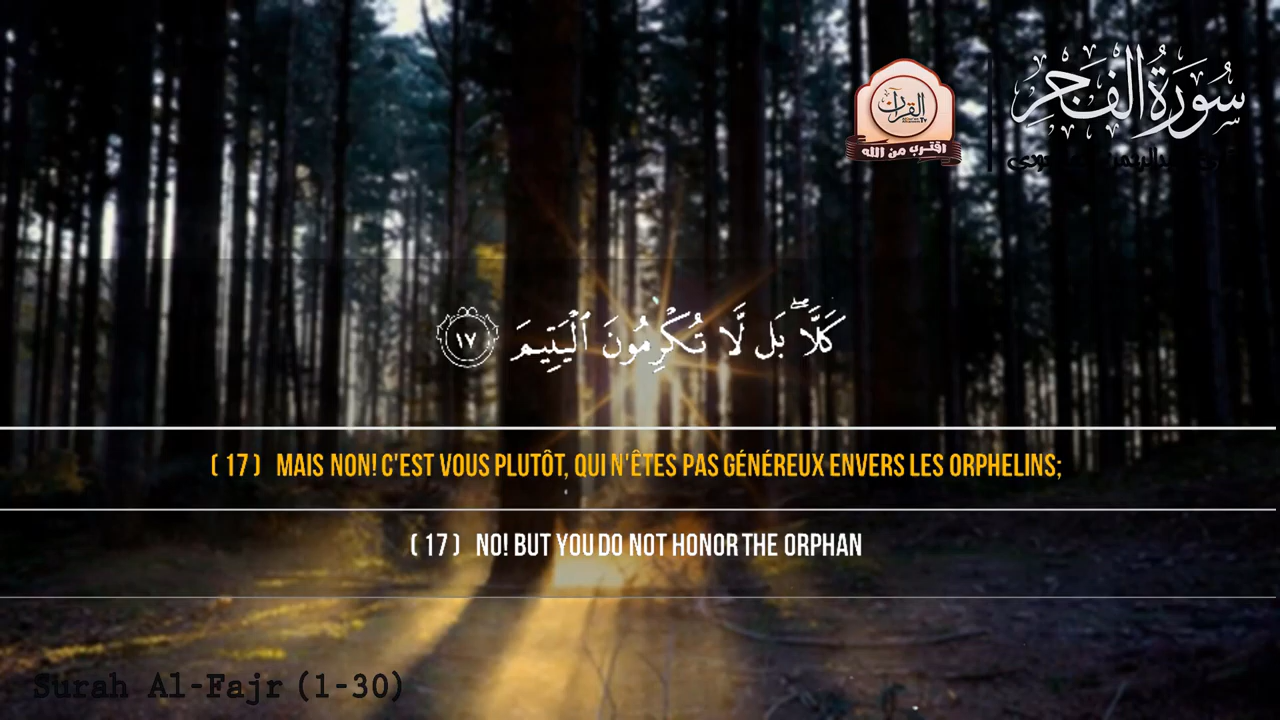 سُورَةُ الفَجْرِ
القرآن
اقترب من الله
كَلَّا ۖ بَل لَّا تُكْرِمُونَ ٱلْيَتِيمَ ١٧
( 17 ) MAIS NON! C'EST VOUS PLUTÔT, QUI N'ÊTES PAS GÉNÉREUX ENVERS LES ORPHELINS;
( 17 ) NO! BUT YOU DO NOT HONOR THE ORPHAN
Surah Al-Fajr (1-30)